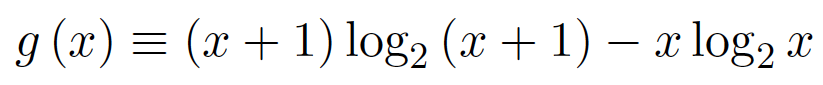 g (x) ≡ (x + 1) log₂ (x + 1) − x log₂ x